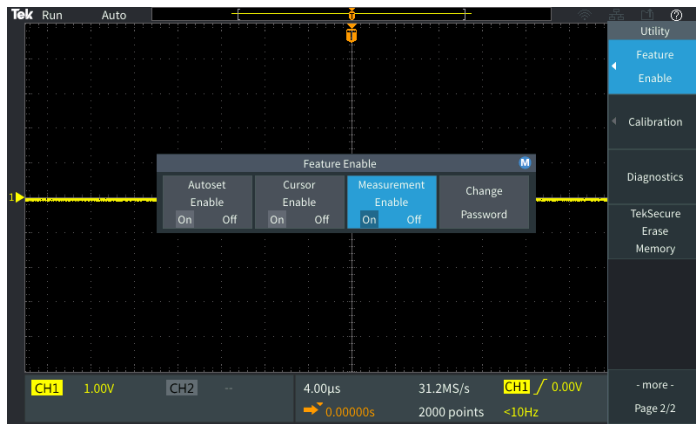 Tek Run Auto
T
Utility
Feature
Enable
Calibration
Diagnostics
TekSecure
Erase
Memory
- more -
Page 2/2
Feature Enable M
Autoset
Enable
On Off
Cursor
Enable
On Off
Measurement
Enable
On Off
Change
Password
1
CH1 1.00V CH2 -- 4.00µs 31.2MS/s CH1 0.00V
0.00000s 2000 points <10Hz